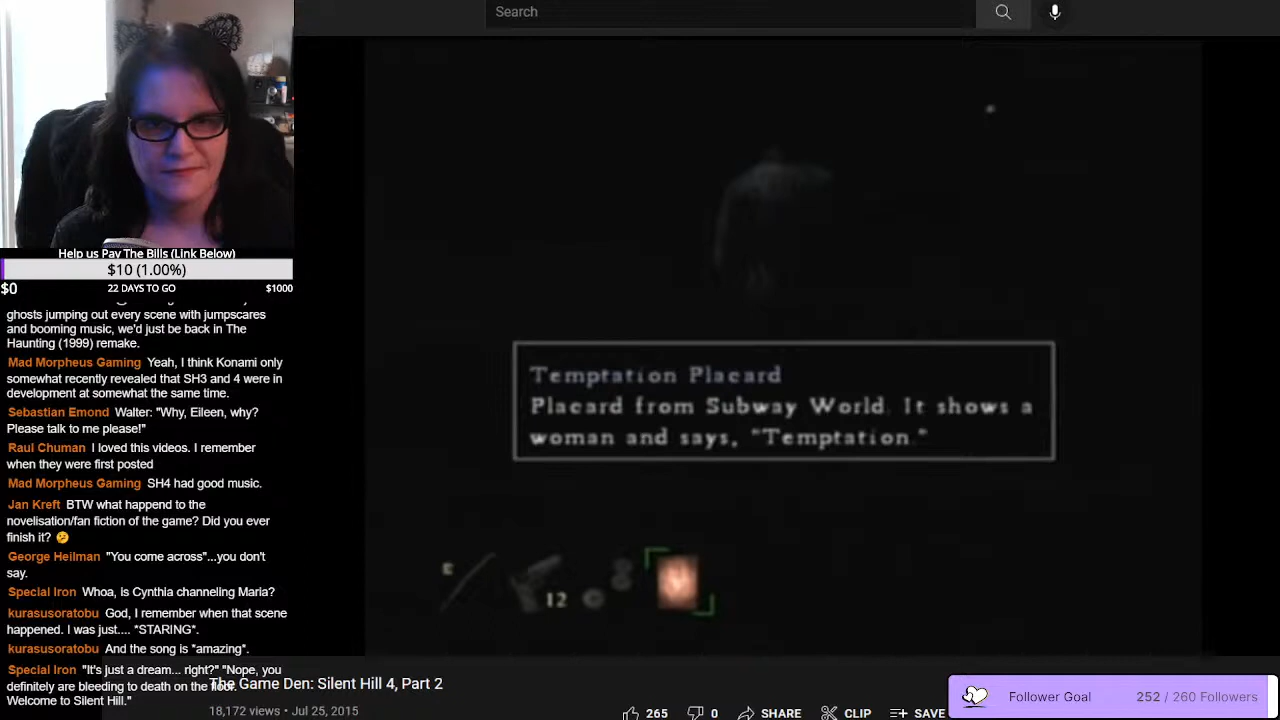 Search
Help us Pay The Bills (Link Below)
$10 (1.00%)
$0 22 DAYS TO GO $1000
ghosts jumping out every scene with jumpscares
and booming music, we'd just be back in The
Haunting (1999) remake.
Mad Morpheus Gaming Yeah, I think Konami only
somewhat recently revealed that SH3 and 4 were in
development at somewhat the same time.
Sebastian Emond Walter: "Why, Eileen, why?
Please talk to me please!"
Raul Chuman I loved this videos. I remember
when they were first posted
Mad Morpheus Gaming SH4 had good music.
Jan Kreft BTW what happend to the
novelisation/fan fiction of the game? Did you ever
finish it? 🤔
George Heilman "You come across"...you don't
say.
Special Iron Whoa, is Cynthia channeling Maria?
kurasusoratobu God, I remember when that scene
happened. I was just.... *STARING*.
kurasusoratobu And the song is *amazing*.
Special Iron "It's just a dream... right?" "Nope, you
definitely are bleeding to death on the floor.
Welcome to Silent Hill."
Temptation Placard
Placard from Subway World. It shows a
woman and says, "Temptation."
12
The Game Den: Silent Hill 4, Part 2
18,172 views • Jul 25, 2015
265 0 SHARE CLIP SAVE
Follower Goal 252 / 260 Followers